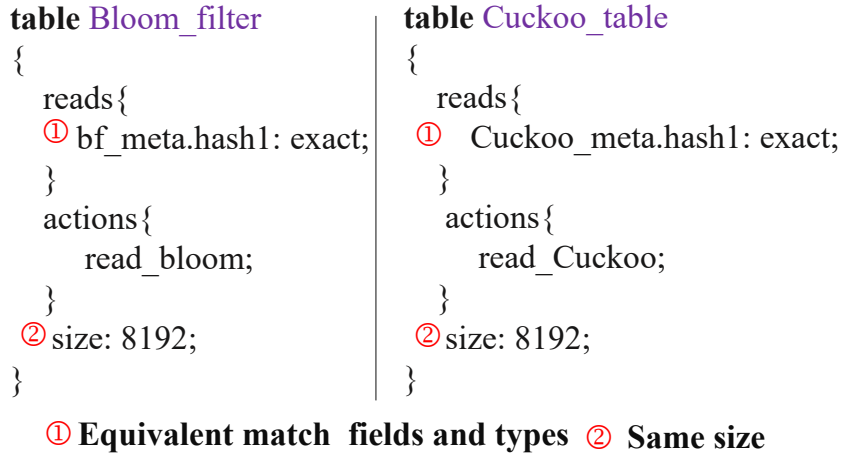 table Bloom_filter
{
reads{
① bf_meta.hash1: exact;
}
actions{
read_bloom;
}
② size: 8192;
}
table Cuckoo_table
{
reads{
① Cuckoo_meta.hash1: exact;
}
actions{
read_Cuckoo;
}
② size: 8192;
}
① Equivalent match fields and types ② Same size